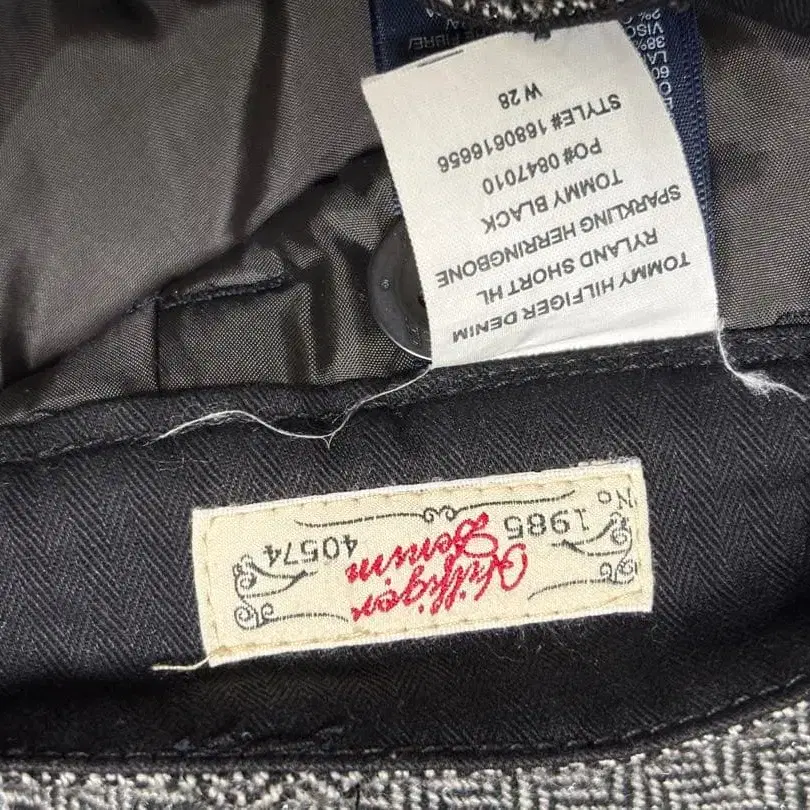 TOMMY HILFIGER DENIM
RYLAND SHORT HL
SPARKLING HERRINGBONE
TOMMY BLACK
PO# 0847010
STYLE# 1680616656
W 28
Hilfiger
Denim
No 1985 40574